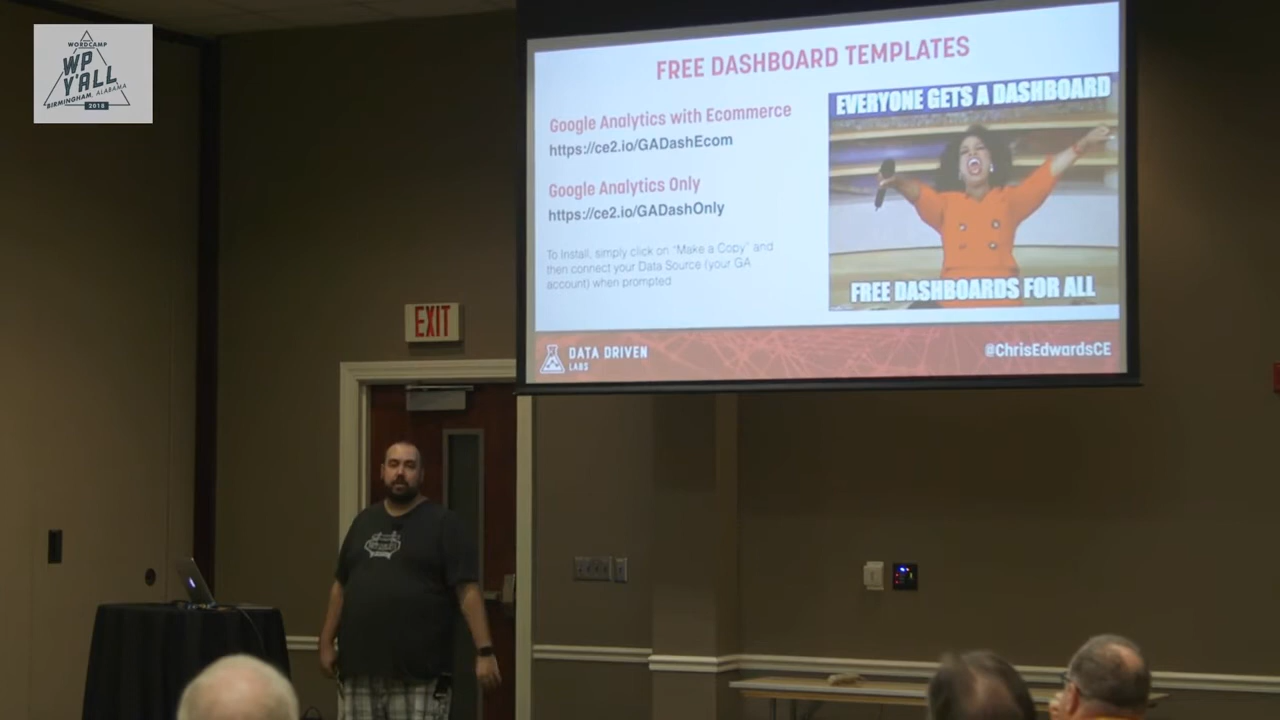 WORDCAMP
WP
Y'ALL
BIRMINGHAM, ALABAMA
2018
FREE DASHBOARD TEMPLATES
Google Analytics with Ecommerce
https://ce2.io/GADashEcom
Google Analytics Only
https://ce2.io/GADashOnly
To Install, simply click on "Make a Copy" and
then connect your Data Source (your GA
account) when prompted
EVERYONE GETS A DASHBOARD
FREE DASHBOARDS FOR ALL
DATA DRIVEN
LABS
@ChrisEdwardsCE
EXIT